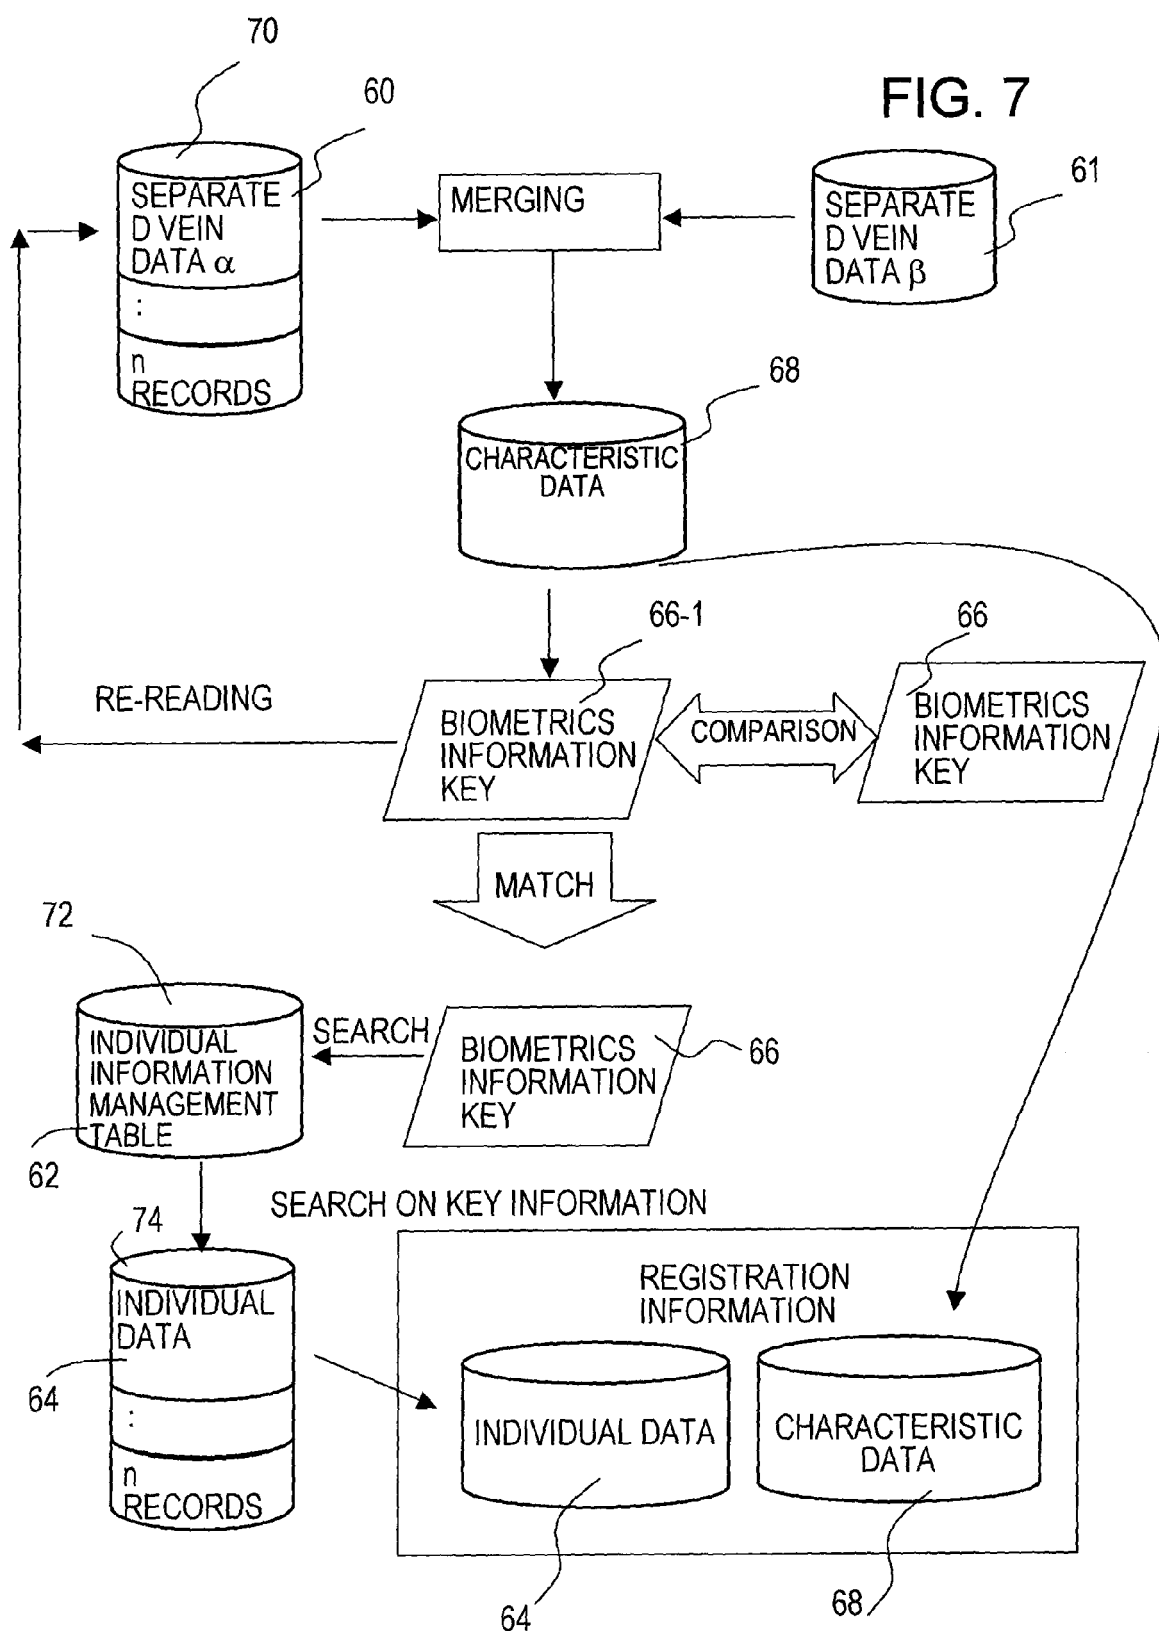 70
60
FIG. 7
SEPARATE
D VEIN
DATA α
:
n
RECORDS
MERGING
61
SEPARATE
D VEIN
DATA β
68
CHARACTERISTIC
DATA
66-1
66
RE-READING
BIOMETRICS
INFORMATION
KEY
COMPARISON
BIOMETRICS
INFORMATION
KEY
MATCH
72
INDIVIDUAL
INFORMATION
MANAGEMENT
TABLE
62
SEARCH
BIOMETRICS
INFORMATION
KEY
66
SEARCH ON KEY INFORMATION
74
INDIVIDUAL
DATA
64
:
n
RECORDS
REGISTRATION
INFORMATION
INDIVIDUAL DATA
CHARACTERISTIC
DATA
64
68